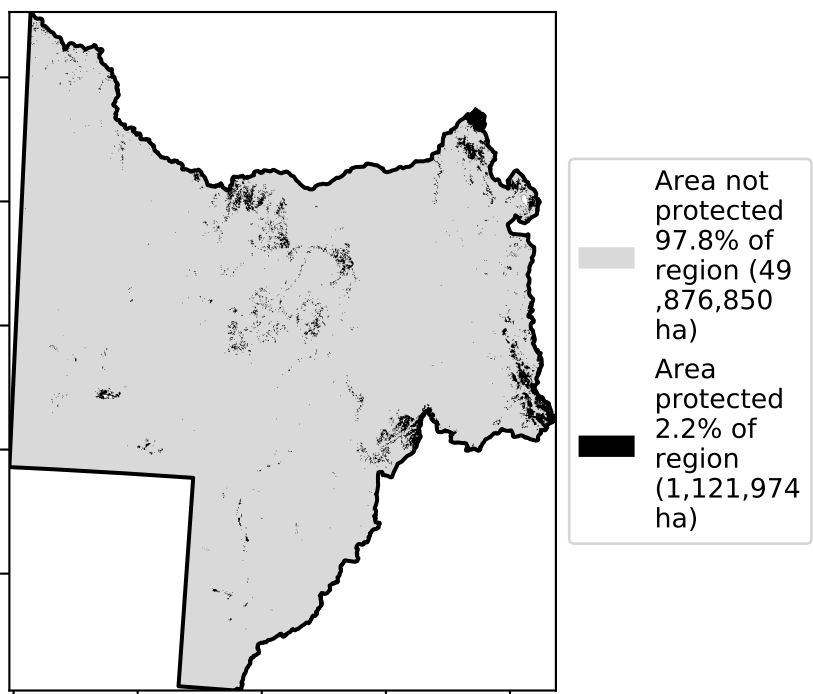 Area not
protected
97.8% of
region (49
,876,850
ha)
Area
protected
2.2% of
region
(1,121,974
ha)